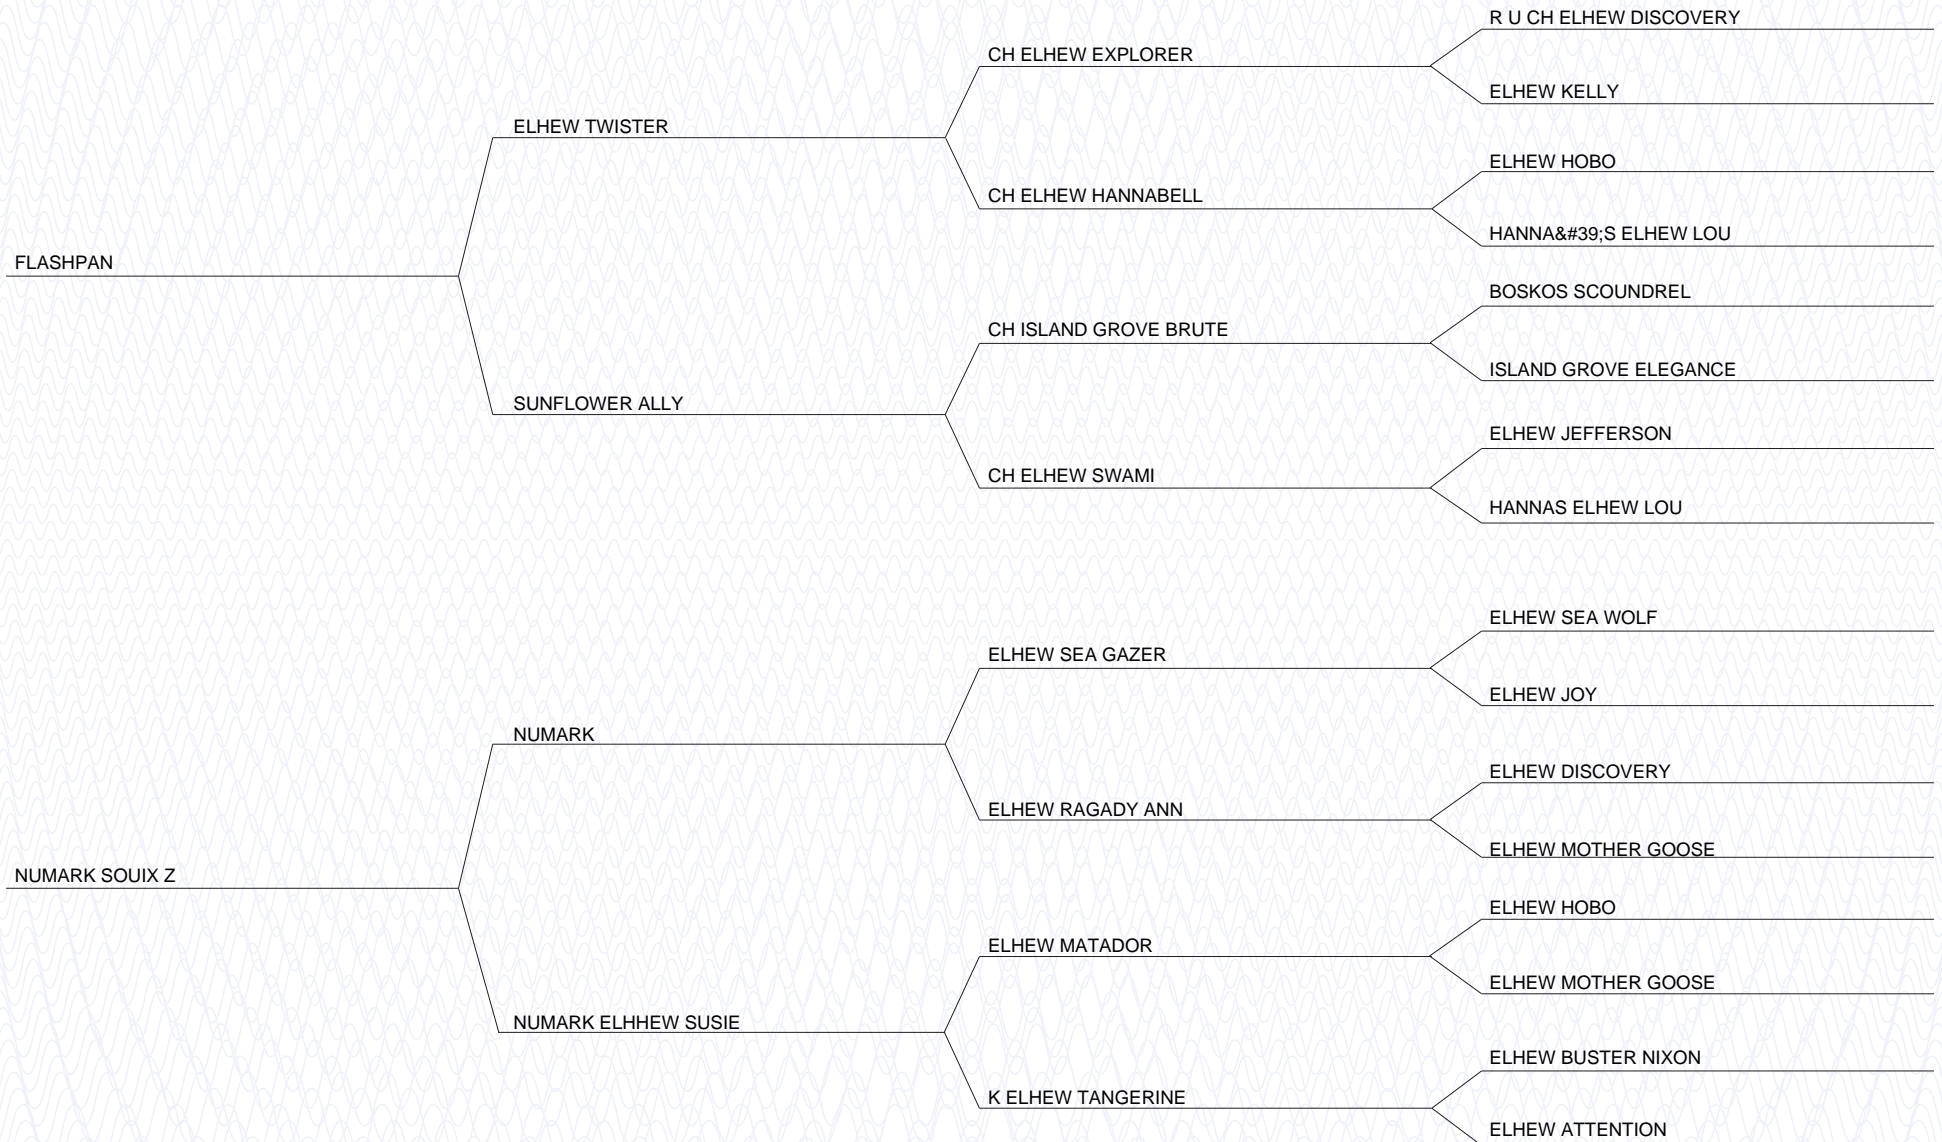 R U CH ELHEW DISCOVERY
CH ELHEW EXPLORER
ELHEW KELLY
ELHEW TWISTER
ELHEW HOBO
CH ELHEW HANNABELL
HANNA&#39;S ELHEW LOU
FLASHPAN
BOSKOS SCOUNDREL
CH ISLAND GROVE BRUTE
ISLAND GROVE ELEGANCE
SUNFLOWER ALLY
ELHEW JEFFERSON
CH ELHEW SWAMI
HANNAS ELHEW LOU
ELHEW SEA WOLF
ELHEW SEA GAZER
ELHEW JOY
NUMARK
ELHEW DISCOVERY
ELHEW RAGADY ANN
ELHEW MOTHER GOOSE
NUMARK SOUIX Z
ELHEW HOBO
ELHEW MATADOR
ELHEW MOTHER GOOSE
NUMARK ELHHEW SUSIE
ELHEW BUSTER NIXON
K ELHEW TANGERINE
ELHEW ATTENTION